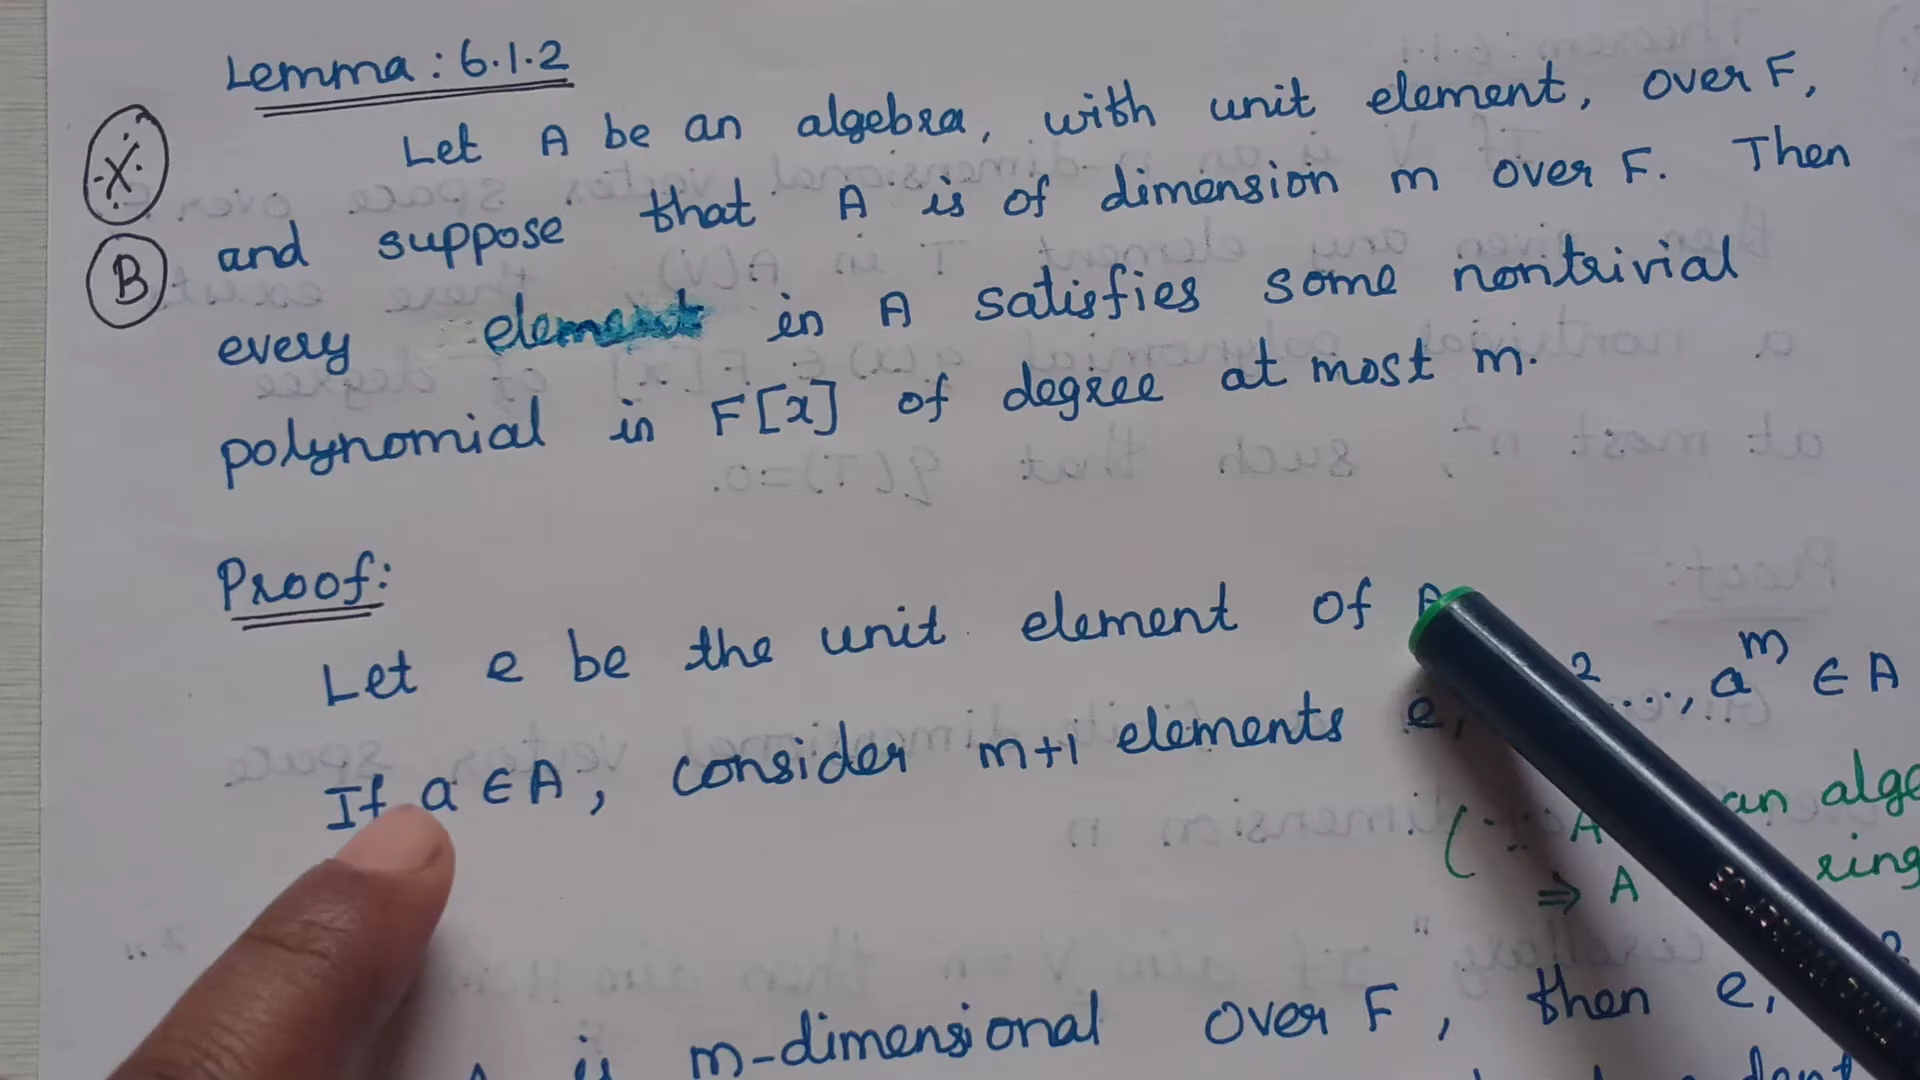 Lemma : 6.1.2
Let A be an algebra, with unit element, over F,
and suppose that A is of dimension m over F. Then
every element in A satisfies some nontrivial
polynomial in F[x] of degree at most m.
Proof:
Let e be the unit element of A
If a ∈ A, consider m+1 elements e, ..., a^m ∈ A
(∵ A an alge
⇒ A ring
is m-dimensional over F, then e,
X
B